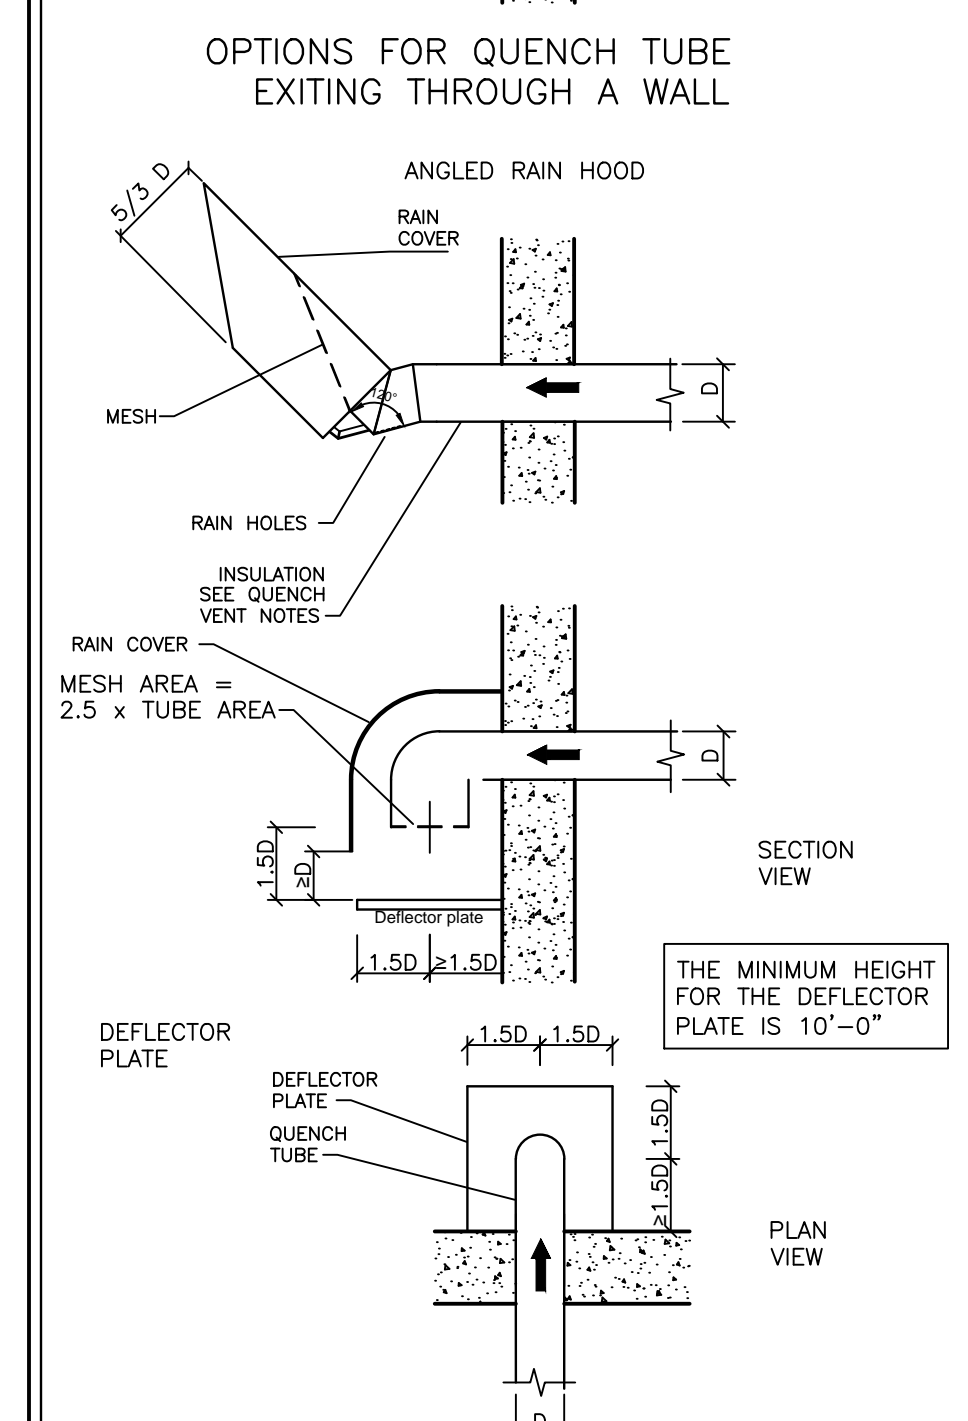 OPTIONS FOR QUENCH TUBE
EXITING THROUGH A WALL
ANGLED RAIN HOOD
5/3 D
RAIN
COVER
MESH
120°
D
RAIN HOLES
INSULATION
SEE QUENCH
VENT NOTES
RAIN COVER
MESH AREA =
2.5 x TUBE AREA
D
1.5D
≥D
Deflector plate
1.5D
≥1.5D
SECTION
VIEW
THE MINIMUM HEIGHT
FOR THE DEFLECTOR
PLATE IS 10'-0"
DEFLECTOR
PLATE
1.5D
1.5D
DEFLECTOR
PLATE
QUENCH
TUBE
1.5D
≥1.5D
PLAN
VIEW
D